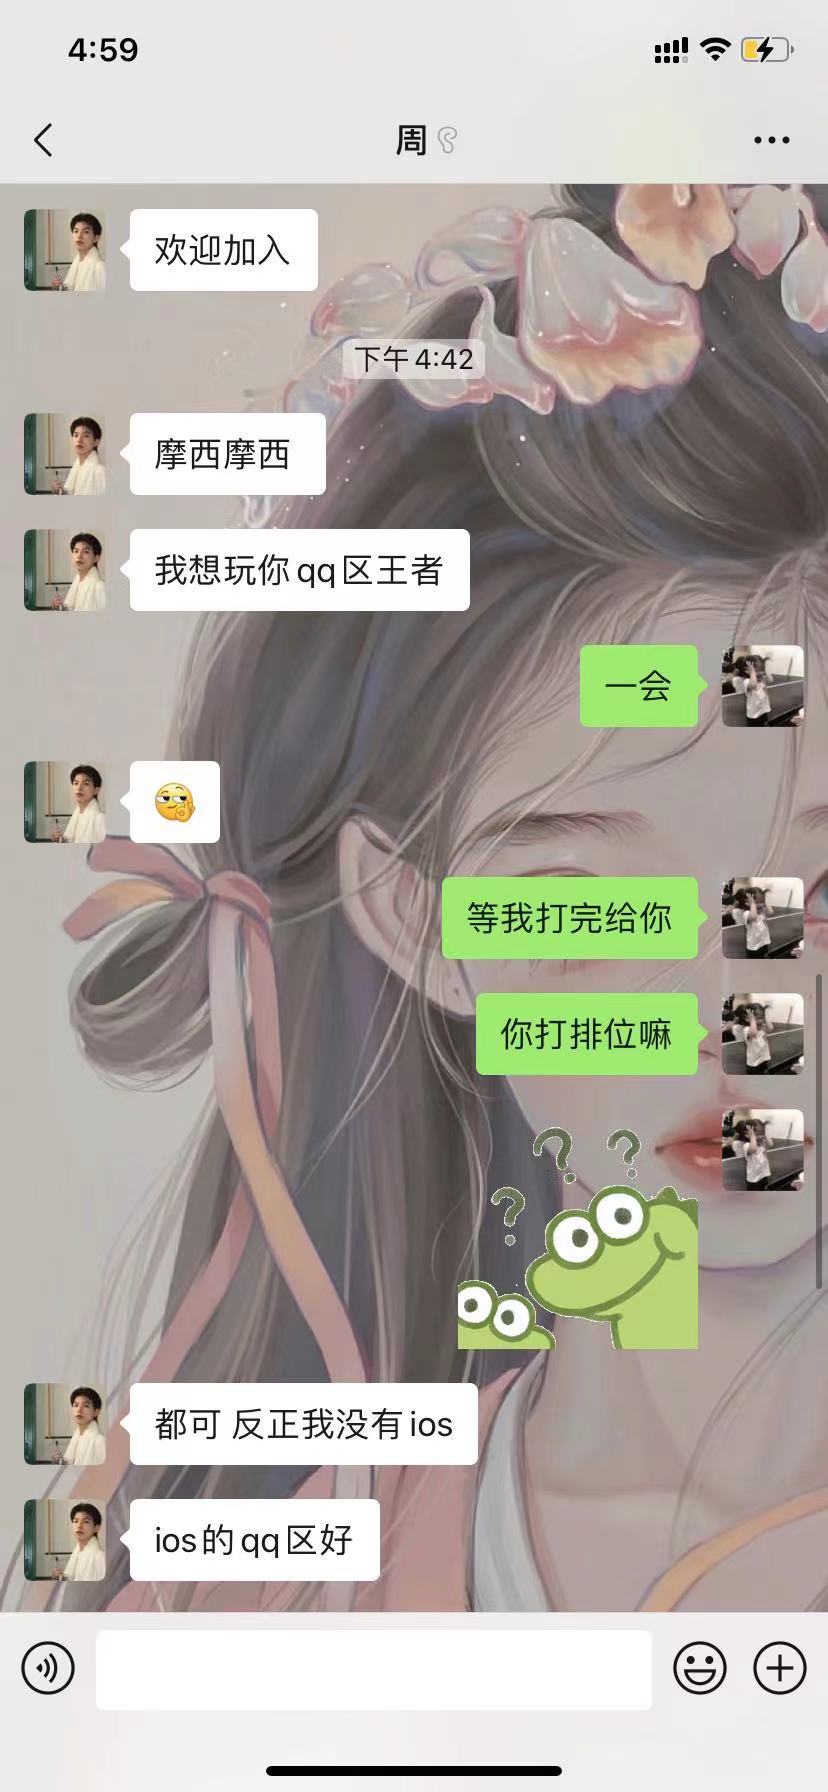 4:59
周
欢迎加入
下午 4:42
摩西摩西
我想玩你qq区王者
一会
等我打完给你
你打排位嘛
? ? ?
都可 反正我没有ios
ios的qq区好